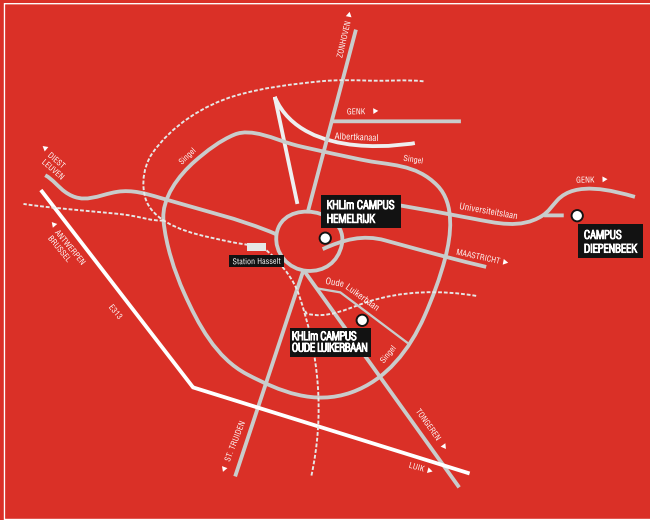 ZONHOVEN
GENK
Albertkanaal
Singel
Singel
DIEST
LEUVEN
GENK
KHLim CAMPUS
HEMELRIJK
Universiteitslaan
CAMPUS
DIEPENBEEK
ANTWERPEN
BRUSSEL
Station Hasselt
MAASTRICHT
Oude Luikerbaan
E313
KHLim CAMPUS
OUDE LUIKERBAAN
Singel
TONGEREN
ST. TRUIDEN
LUIK